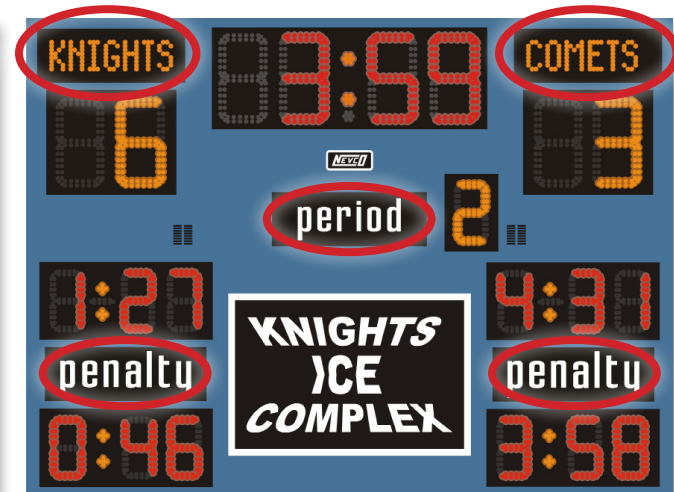 KNIGHTS 3:59 COMETS
6 3
NEVCO
period 2
1:27 4:31
penalty penalty
0:46 3:58
KNIGHTS
ICE
COMPLEX